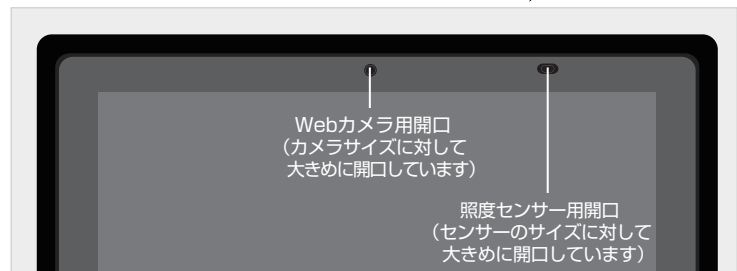 Webカメラ用開口
（カメラサイズに対して
大きめに開口しています）
照度センサー用開口
（センサーのサイズに対して
大きめに開口しています）